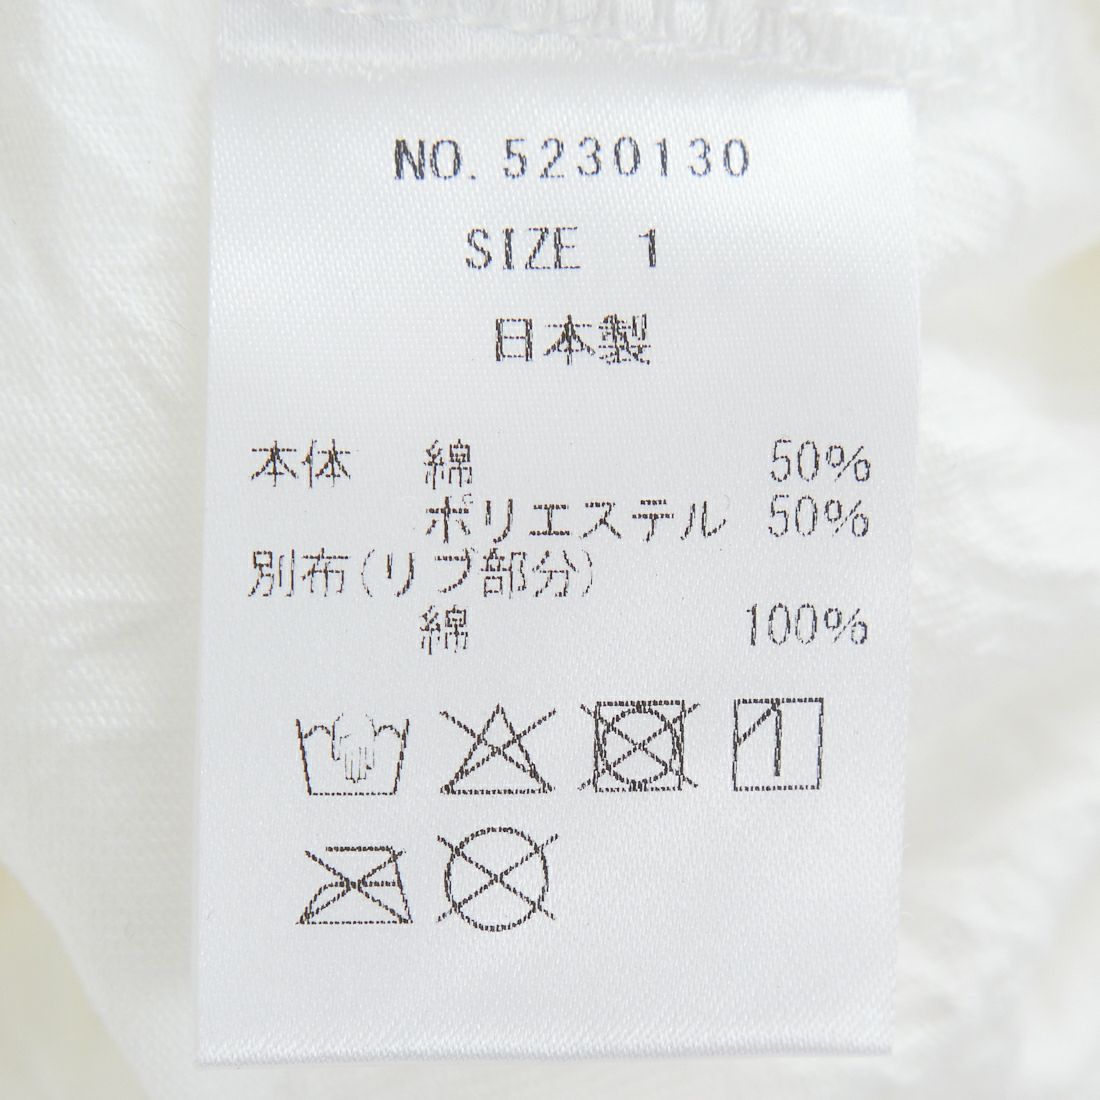 NO. 5230130
SIZE 1
日本製
本体 綿 50%
ポリエステル 50%
別布(リブ部分)
綿 100%